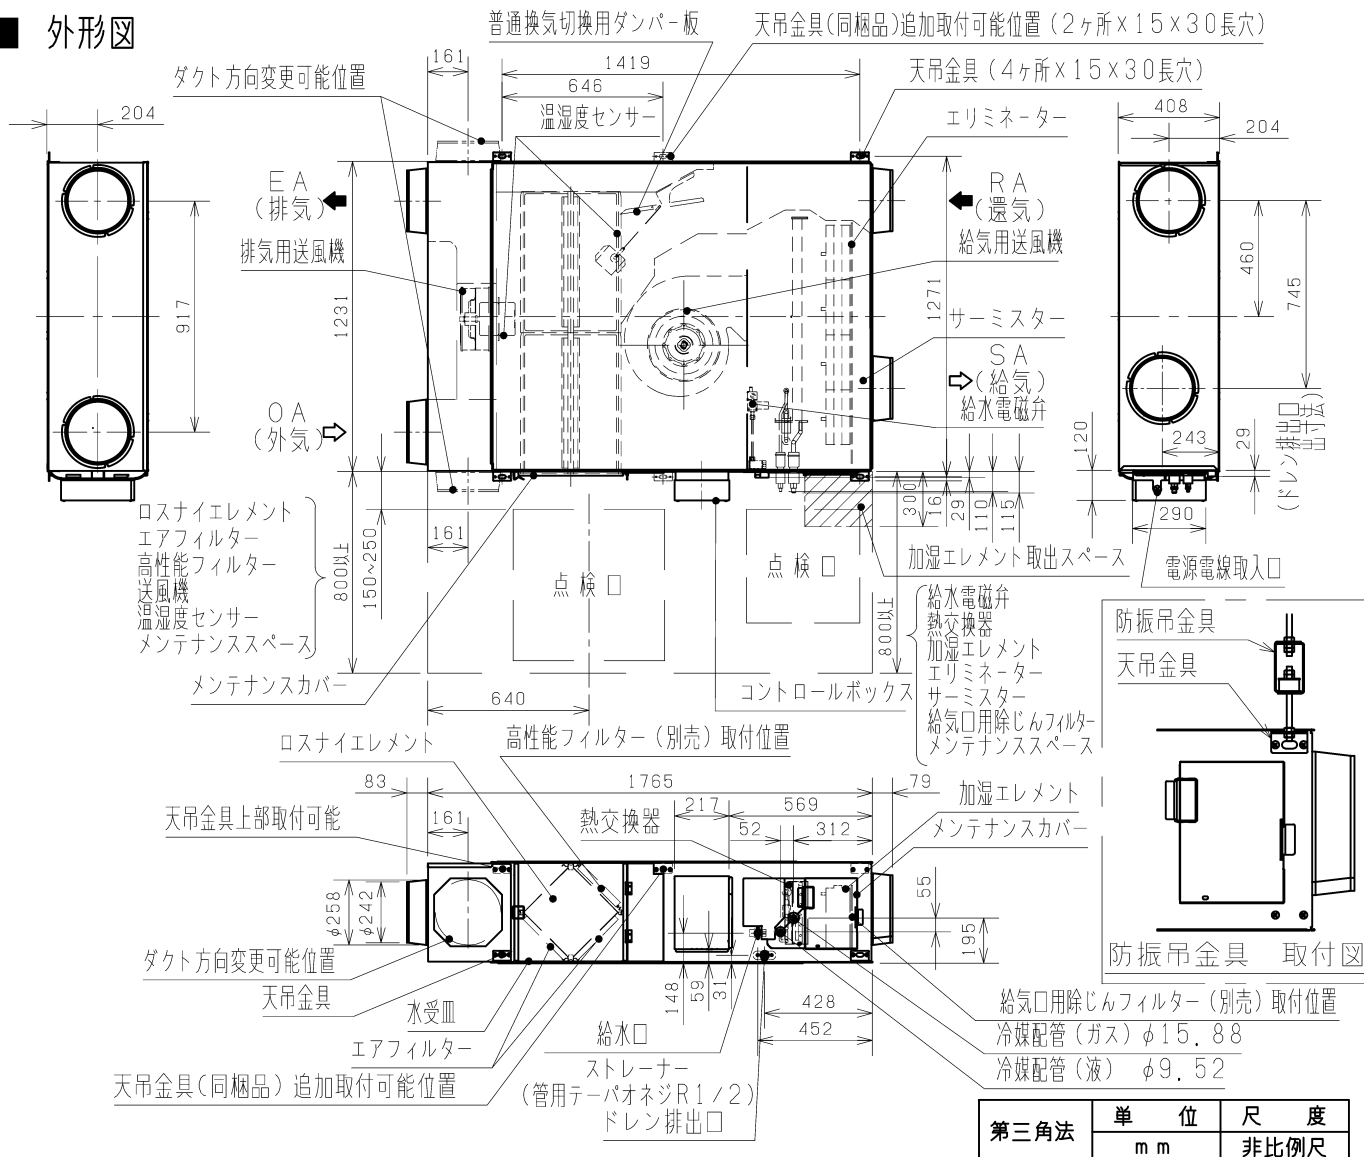 ■ 外形図
普通換気切換用ダンパー板
天吊金具(同梱品)追加取付可能位置（2ヶ所×15×30長穴）
161
1419
ダクト方向変更可能位置
天吊金具（4ヶ所×15×30長穴）
646
408
204
温湿度センサー
エリミネーター
204
EA
(排気)
RA
(還気)
排気用送風機
給気用送風機
917
1231
1271
460
745
サーミスター
SA
(給気)
OA
(外気)
給水電磁弁
120
243
29
(ドレン排出口
出寸法)
ロスナイエレメント
エアフィルター
高性能フィルター
送風機
温湿度センサー
メンテナンススペース
800以上
150~250
161
300
16
29
110
115
290
点検口
点検口
加湿エレメント取出スペース
電源電線取入口
800以上
給水電磁弁
熱交換器
加湿エレメント
エリミネーター
サーミスター
給気口用除じんフィルター
メンテナンススペース
防振吊金具
天吊金具
メンテナンスカバー
640
コントロールボックス
ロスナイエレメント
高性能フィルター（別売）取付位置
83
1765
79
217
569
加湿エレメント
天吊金具上部取付可能
161
熱交換器
52
312
メンテナンスカバー
φ258
φ242
55
195
ダクト方向変更可能位置
防振吊金具 取付図
天吊金具
水受皿
148
59
31
428
給気口用除じんフィルター（別売）取付位置
エアフィルター
給水口
452
冷媒配管（ガス）φ15.88
ストレーナー
冷媒配管（液） φ9.52
天吊金具(同梱品）追加取付可能位置
(管用テーパオネジR1/2)
ドレン排出口
第三角法
単 位
尺 度
mm
非比例尺